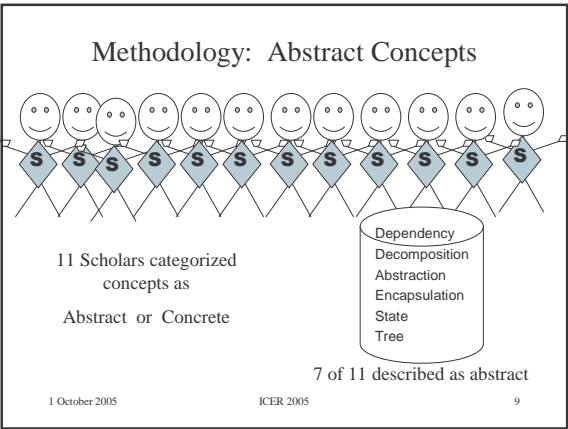 Methodology: Abstract Concepts
S S S S S S S S S S S S
11 Scholars categorized
concepts as
Abstract or Concrete
Dependency
Decomposition
Abstraction
Encapsulation
State
Tree
7 of 11 described as abstract
1 October 2005 ICER 2005 9